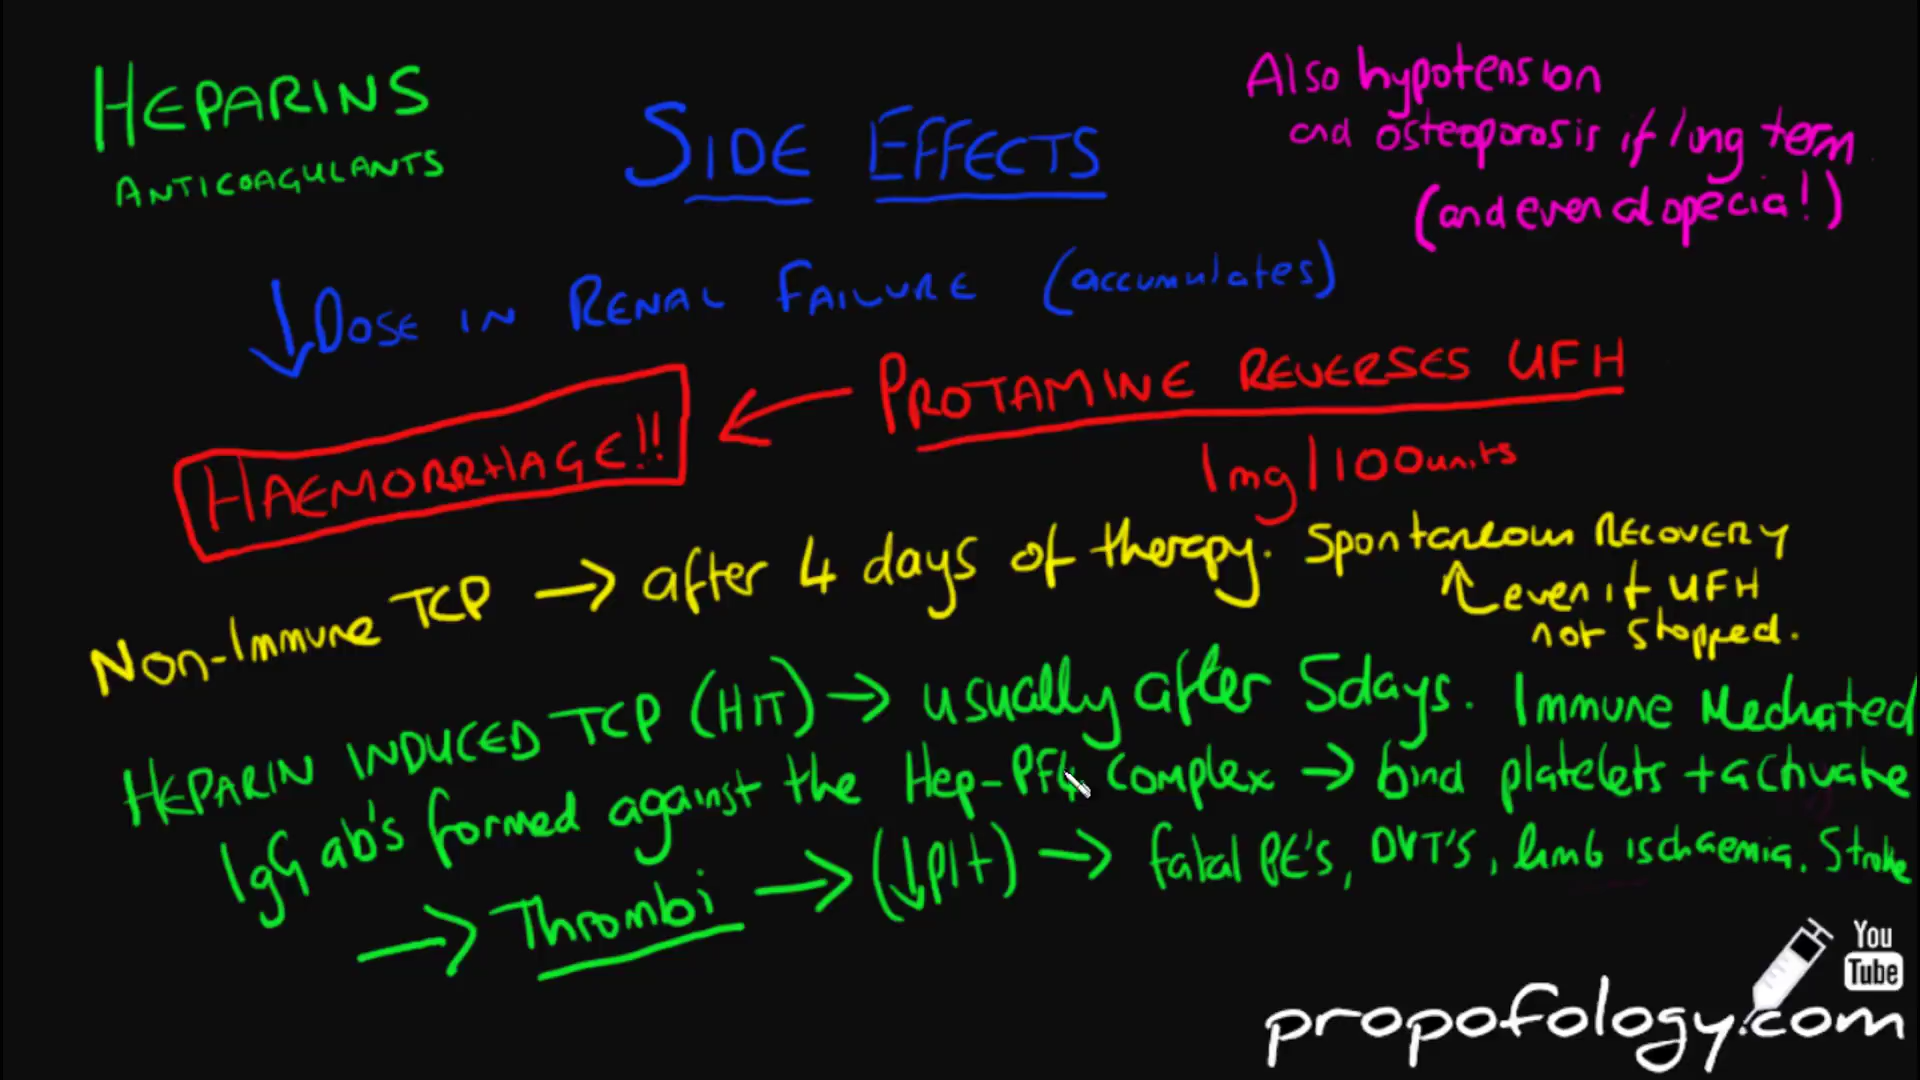 HEPARINS
ANTICOAGULANTS
SIDE EFFECTS
Also hypotension
and osteoporosis if long term
(and even alopecia!)
↓ DOSE IN RENAL FAILURE (accumulates)
HAEMORRHAGE!! ← PROTAMINE REVERSES UFH
1mg/100units
NON-Immune TCP → after 4 days of therapy. Spontaneous RECOVERY
even if UFH
not stopped.
HEPARIN INDUCED TCP (HIT) → usually after 5days. Immune Mediated
IgG ab's formed against the Hep-PF4 complex → bind platelets + activate
→ Thrombi → (↓plt) → fatal PE's, DVT's, limb ischaemia, Stroke
You
Tube
propofology.com